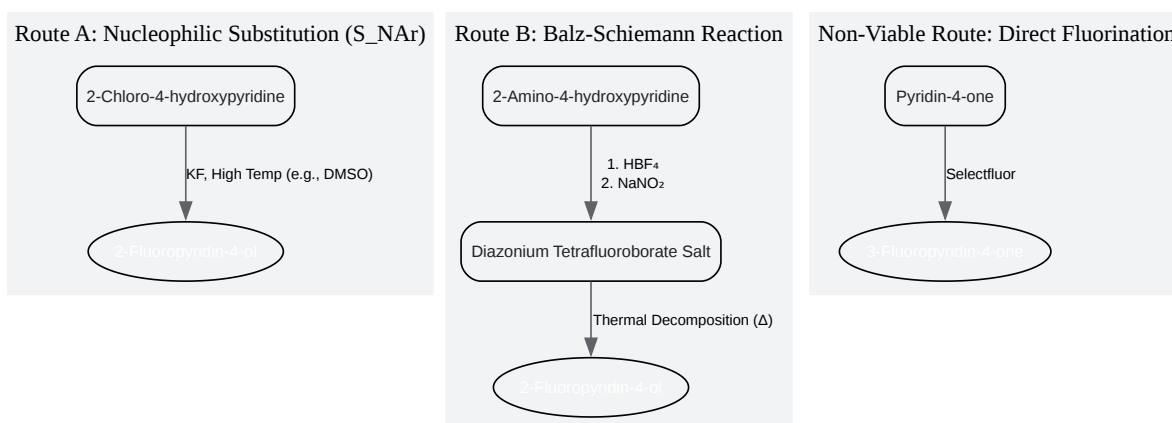 Route A: Nucleophilic Substitution (S_NAr)
2-Chloro-4-hydroxypyridine
KF, High Temp (e.g., DMSO)
2-Fluoropyridin-4-ol
Route B: Balz-Schiemann Reaction
2-Amino-4-hydroxypyridine
1. HBF₄
2. NaNO₂
Diazonium Tetrafluoroborate Salt
Thermal Decomposition (Δ)
2-Fluoropyridin-4-ol
Non-Viable Route: Direct Fluorination
Pyridin-4-one
Selectfluor
3-Fluoropyridin-4-one